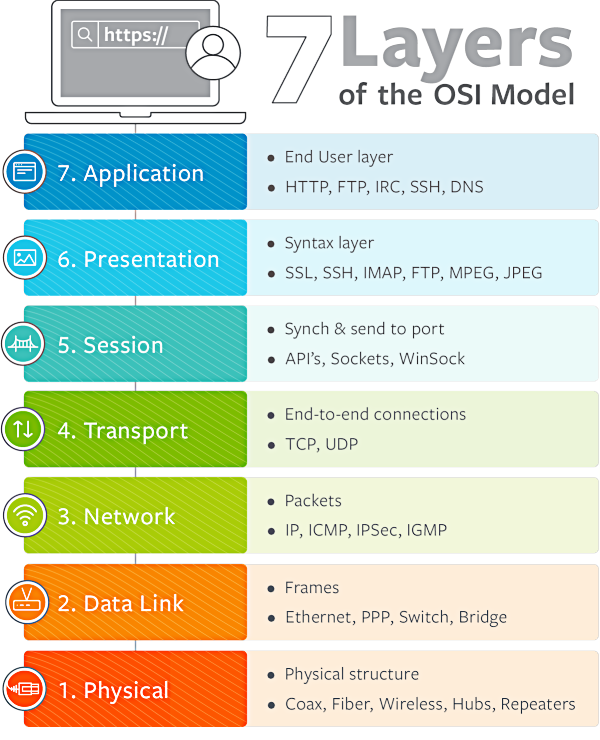 https://
7 Layers
of the OSI Model
7. Application
• End User layer
• HTTP, FTP, IRC, SSH, DNS
6. Presentation
• Syntax layer
• SSL, SSH, IMAP, FTP, MPEG, JPEG
5. Session
• Synch & send to port
• API's, Sockets, WinSock
4. Transport
• End-to-end connections
• TCP, UDP
3. Network
• Packets
• IP, ICMP, IPSec, IGMP
2. Data Link
• Frames
• Ethernet, PPP, Switch, Bridge
1. Physical
• Physical structure
• Coax, Fiber, Wireless, Hubs, Repeaters